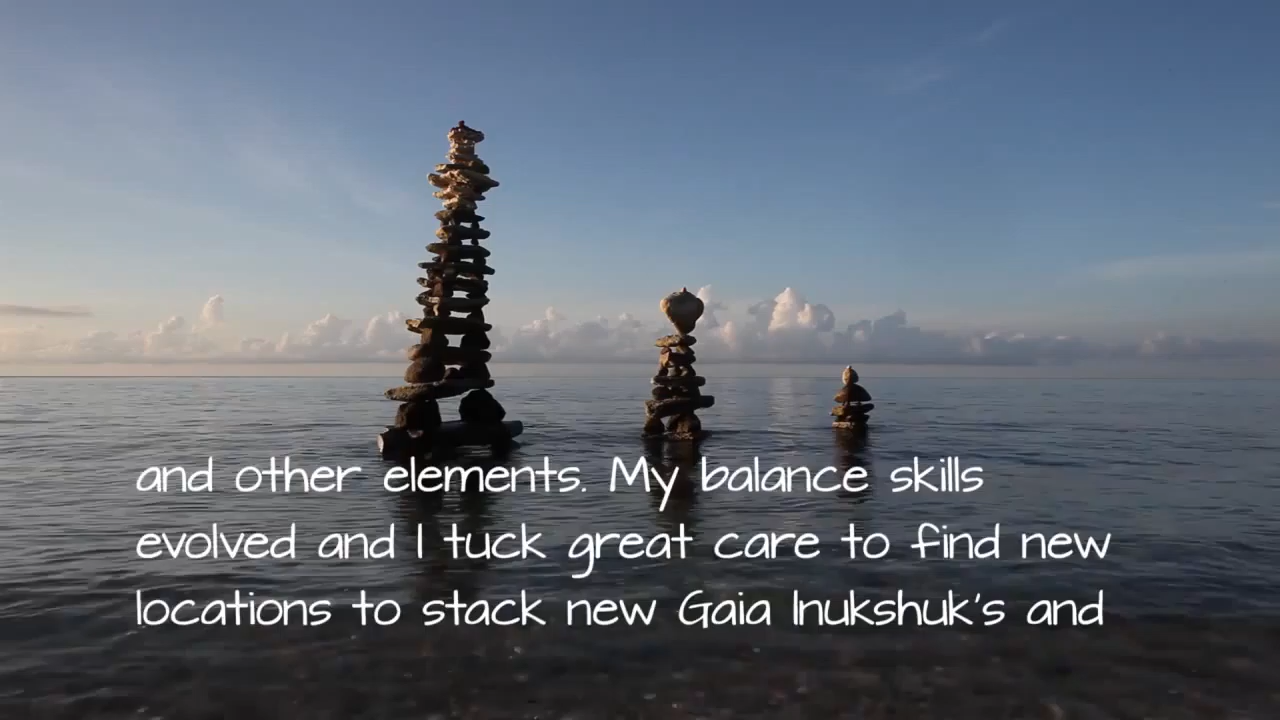 and other elements. My balance skills
evolved and I tuck great care to find new
locations to stack new Gaia Inukshuk's and